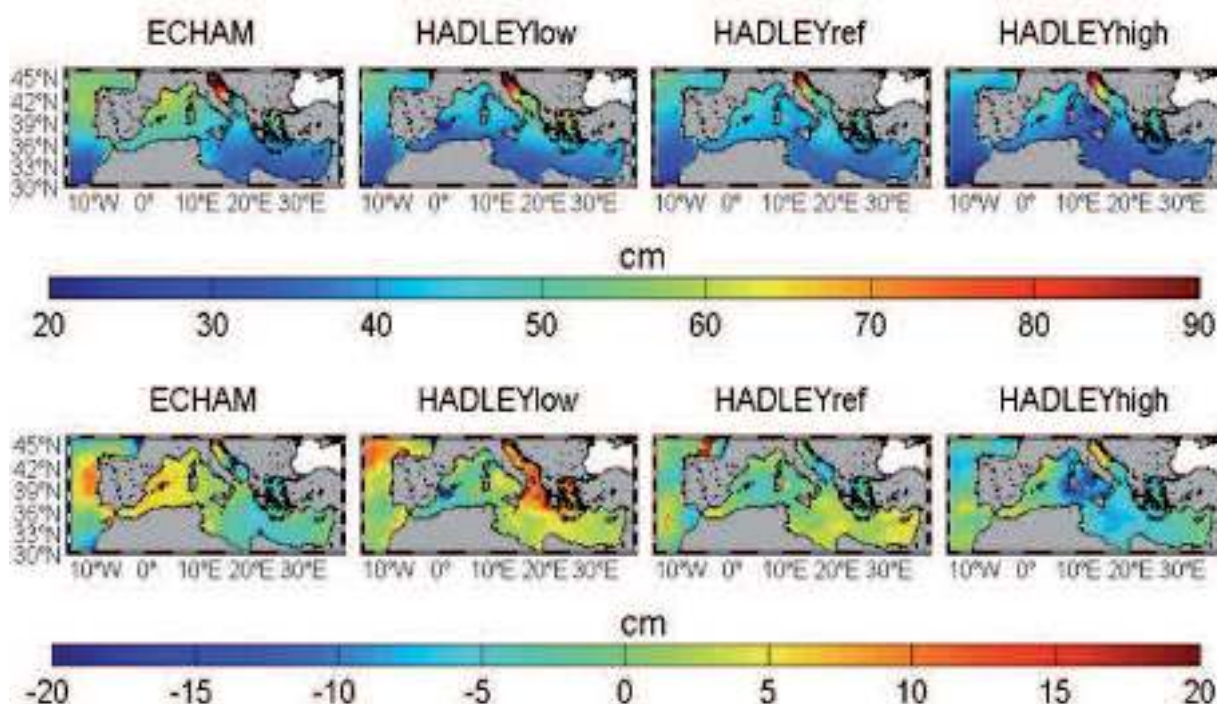 ECHAM HADLEYlow HADLEYref HADLEYhigh
45°N
42°N
39°N
36°N
33°N
30°N
10°W 0° 10°E 20°E 30°E 10°W 0° 10°E 20°E 30°E 10°W 0° 10°E 20°E 30°E 10°W 0° 10°E 20°E 30°E
cm
20 30 40 50 60 70 80 90
ECHAM HADLEYlow HADLEYref HADLEYhigh
45°N
42°N
39°N
36°N
33°N
30°N
10°W 0° 10°E 20°E 30°E 10°W 0° 10°E 20°E 30°E 10°W 0° 10°E 20°E 30°E 10°W 0° 10°E 20°E 30°E
cm
-20 -15 -10 -5 0 5 10 15 20